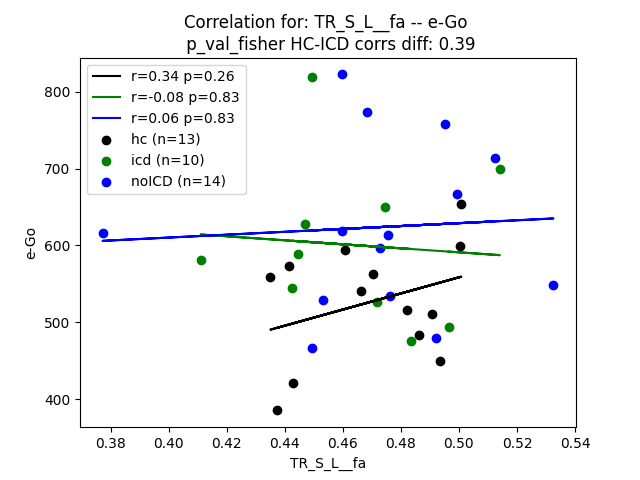 Correlation for: TR_S_L__fa -- e-Go
p_val_fisher HC-ICD corrs diff: 0.39
r=0.34 p=0.26
r=-0.08 p=0.83
r=0.06 p=0.83
hc (n=13)
icd (n=10)
noICD (n=14)
800
700
600
500
400
e-Go
0.38 0.40 0.42 0.44 0.46 0.48 0.50 0.52 0.54
TR_S_L__fa